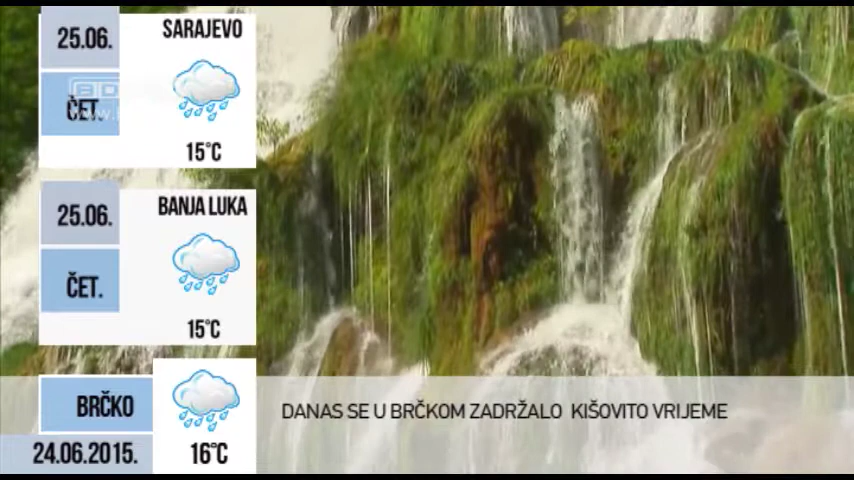 25.06.
ČET.
SARAJEVO
15°C
25.06.
ČET.
BANJA LUKA
15°C
BRČKO
24.06.2015.
16°C
DANAS SE U BRČKOM ZADRŽALO KIŠOVITO VRIJEME